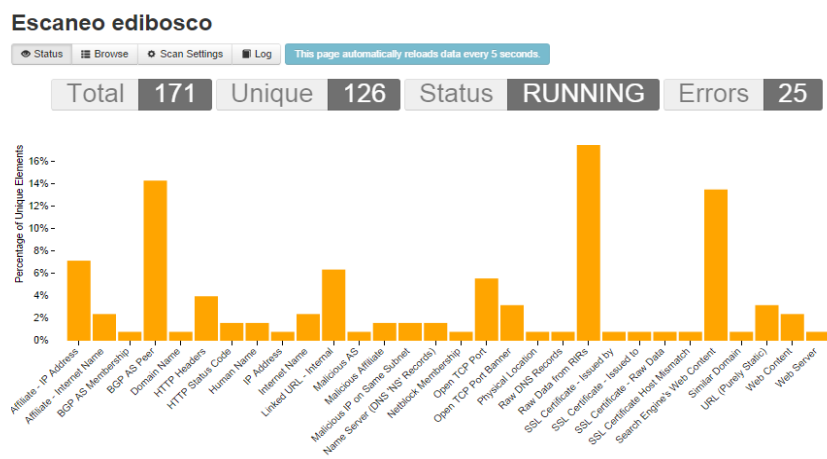 Escaneo edibosco
Status Browse Scan Settings Log This page automatically reloads data every 5 seconds.
Total 171 Unique 126 Status RUNNING Errors 25
Percentage of Unique Elements
16%
14%
12%
10%
8%
6%
4%
2%
0%
Affiliate - IP Address
Affiliate - Internet Name
BGP AS Membership
BGP AS Peer
Domain Name
HTTP Headers
HTTP Status Code
Human Name
IP Address
Internet Name
Linked URL - Internal
Malicious AS
Malicious Affiliate
Malicious IP on Same Subnet
Name Server (DNS 'NS' Records)
Netblock Membership
Open TCP Port
Open TCP Port Banner
Physical Location
Raw DNS Records
Raw Data from RIRs
SSL Certificate - Issued by
SSL Certificate - Issued to
SSL Certificate - Raw Data
SSL Certificate Host Mismatch
Search Engine's Web Content
Similar Domain
URL (Purely Static)
Web Content
Web Server